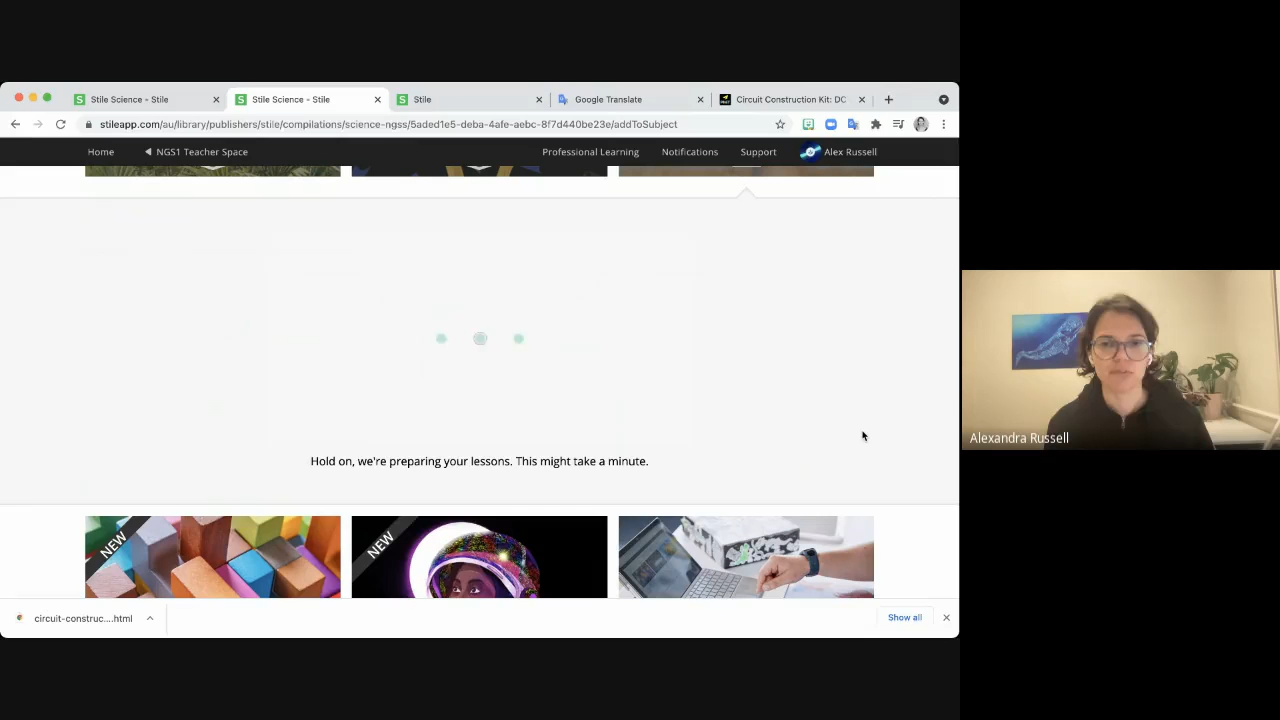 Stile Science - Stile
Stile Science - Stile
Stile
Google Translate
Circuit Construction Kit: DC
stileapp.com/au/library/publishers/stile/compilations/science-ngss/5aded1e5-deba-4afe-aebc-8f7d440be23e/addToSubject
Home
NGS1 Teacher Space
Professional Learning
Notifications
Support
Alex Russell
Hold on, we're preparing your lessons. This might take a minute.
NEW
NEW
Alexandra Russell
circuit-construc....html
Show all